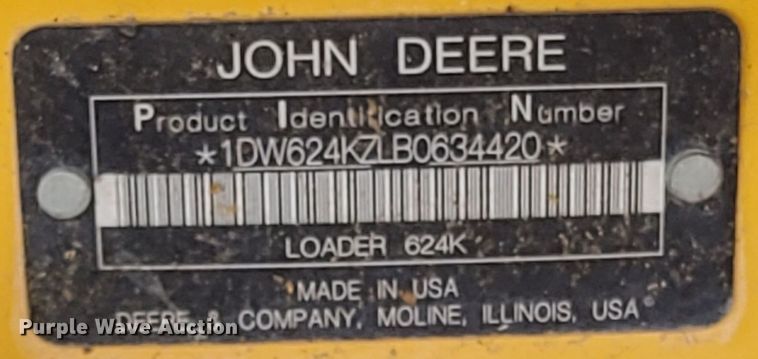 JOHN DEERE
Product Identification Number
*1DW624KZLB0634420*
LOADER 624K
MADE IN USA
DEERE & COMPANY, MOLINE, ILLINOIS, USA
Purple Wave Auction